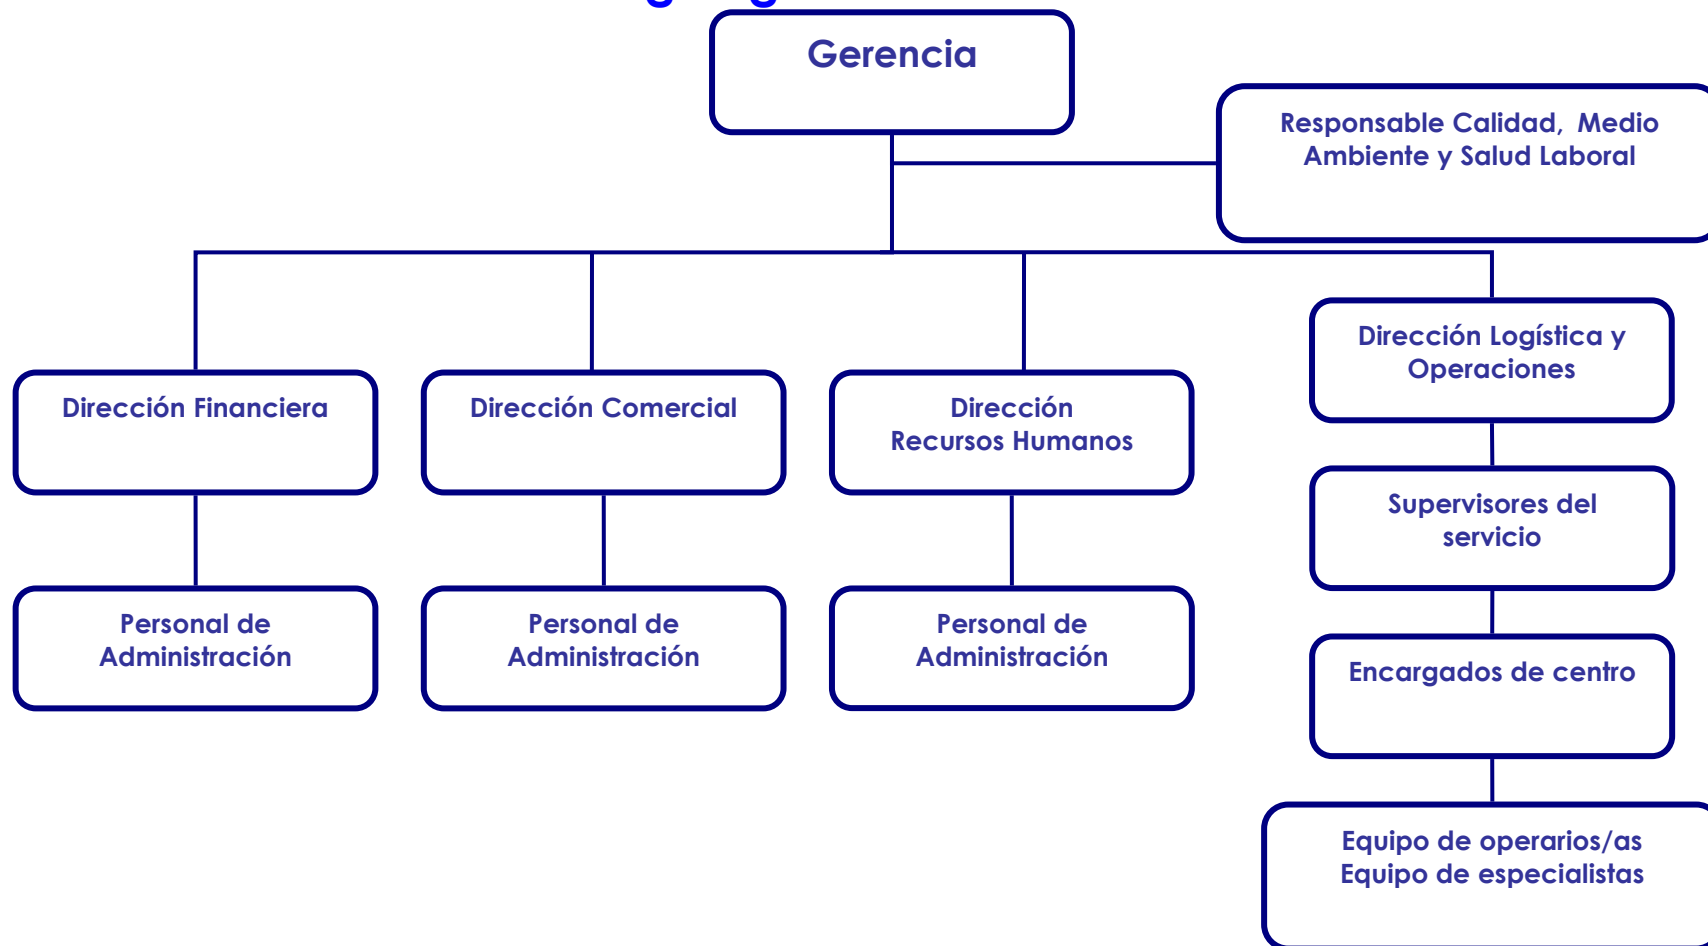 Gerencia
Responsable Calidad, Medio
Ambiente y Salud Laboral
Dirección Logística y
Operaciones
Dirección Financiera
Dirección Comercial
Dirección
Recursos Humanos
Supervisores del
servicio
Personal de
Administración
Personal de
Administración
Personal de
Administración
Encargados de centro
Equipo de operarios/as
Equipo de especialistas